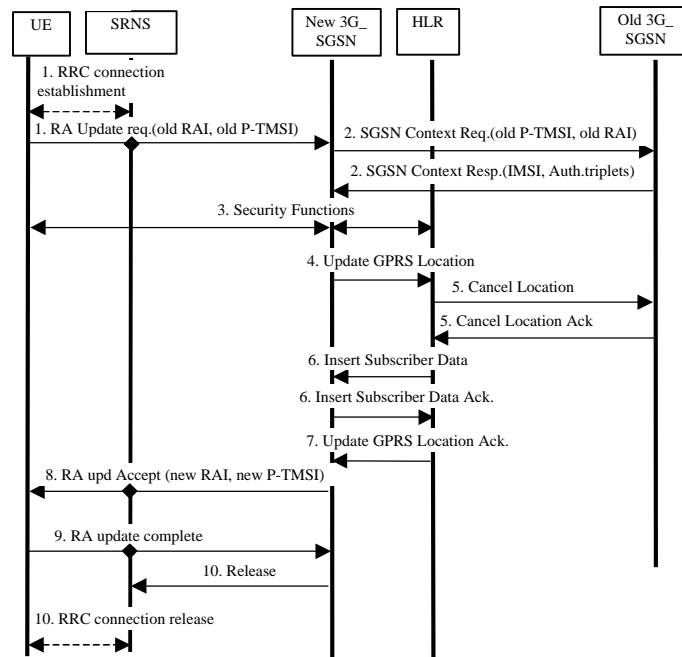 UE
SRNS
New 3G_
SGSN
HLR
Old 3G_
SGSN
1. RRC connection
establishment
1. RA Update req.(old RAI, old P-TMSI)
2. SGSN Context Req.(old P-TMSI, old RAI)
2. SGSN Context Resp.(IMSI, Auth.triplets)
3. Security Functions
4. Update GPRS Location
5. Cancel Location
5. Cancel Location Ack
6. Insert Subscriber Data
6. Insert Subscriber Data Ack.
7. Update GPRS Location Ack.
8. RA upd Accept (new RAI, new P-TMSI)
9. RA update complete
10. Release
10. RRC connection release